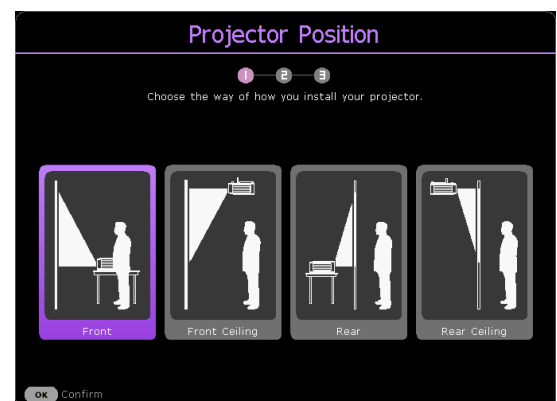 Projector Position
1 2 3
Choose the way of how you install your projector.
Front
Front Ceiling
Rear
Rear Ceiling
OK Confirm